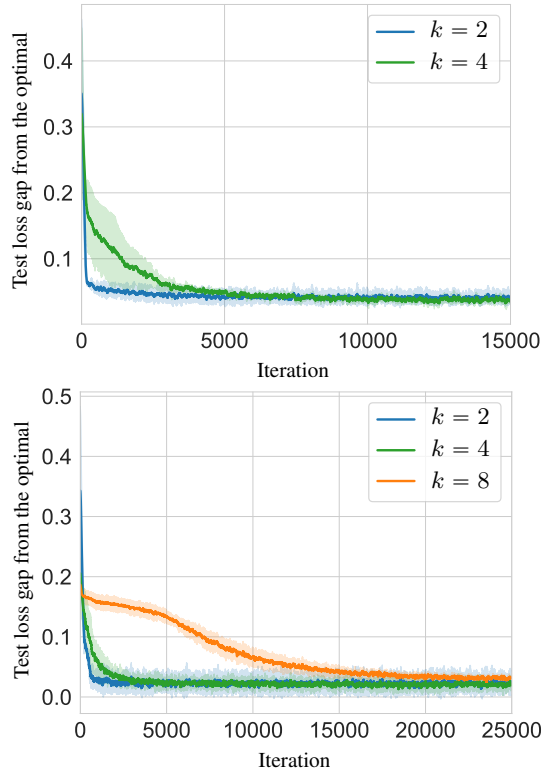 k = 2
k = 4
0.4
0.3
0.2
0.1
Test loss gap from the optimal
0 5000 10000 15000
Iteration
k = 2
k = 4
k = 8
0.5
0.4
0.3
0.2
0.1
0.0
Test loss gap from the optimal
0 5000 10000 15000 20000 25000
Iteration